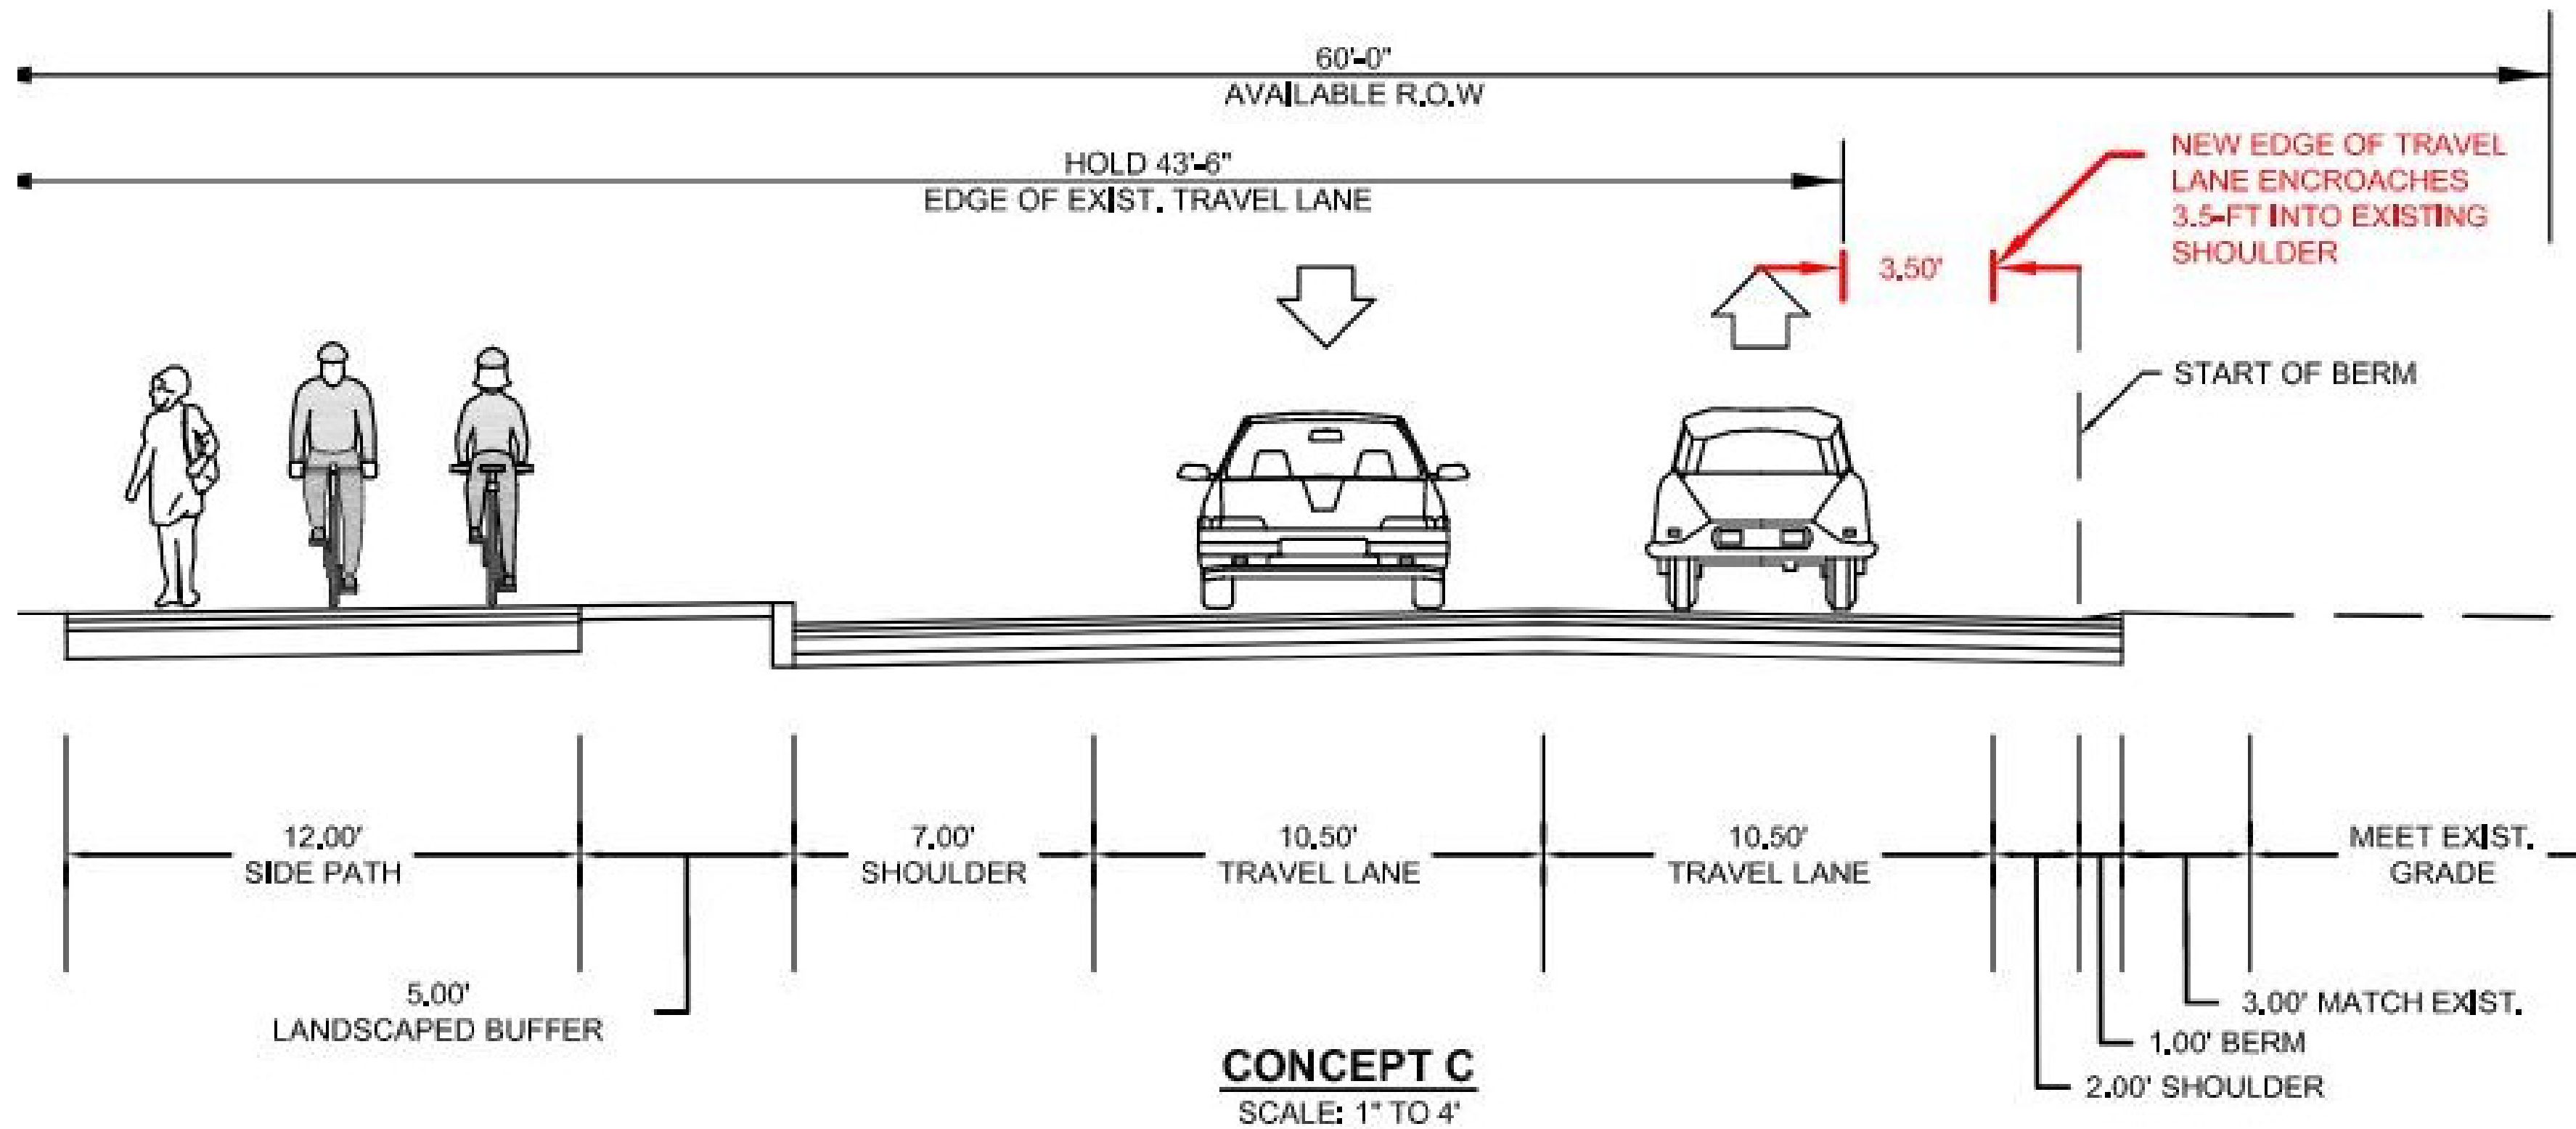 60'-0"
AVAILABLE R.O.W
HOLD 43'-6"
EDGE OF EXIST. TRAVEL LANE
NEW EDGE OF TRAVEL
LANE ENCROACHES
3.5-FT INTO EXISTING
SHOULDER
3.50'
START OF BERM
12.00'
SIDE PATH
7.00'
SHOULDER
10.50'
TRAVEL LANE
10.50'
TRAVEL LANE
MEET EXIST.
GRADE
5.00'
LANDSCAPED BUFFER
3.00' MATCH EXIST.
1.00' BERM
2.00' SHOULDER
CONCEPT C
SCALE: 1" TO 4'